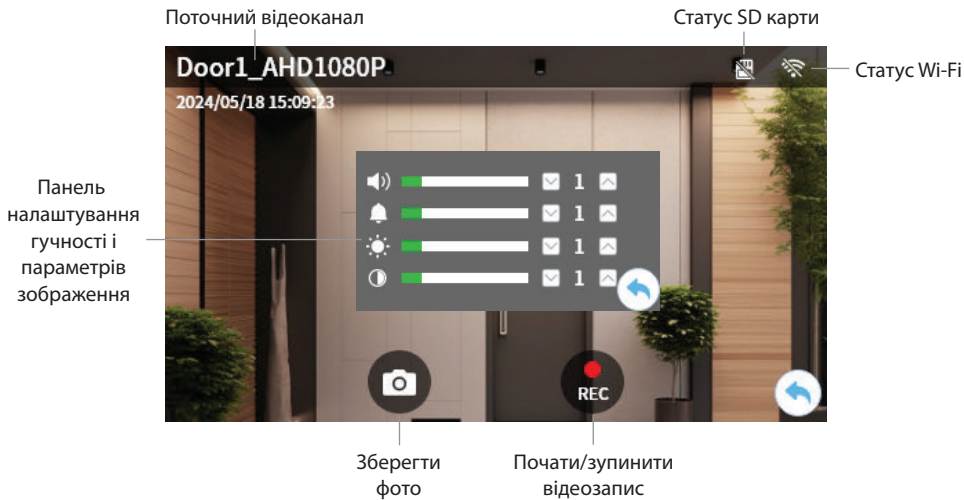 Поточний відеоканал
Статус SD карти
Door1_AHD1080P
Статус Wi-Fi
2024/05/18 15:09:23
Панель
налаштування
гучності і
параметрів
зображення
1
1
1
1
REC
Зберегти
фото
Почати/зупинити
відеозапис